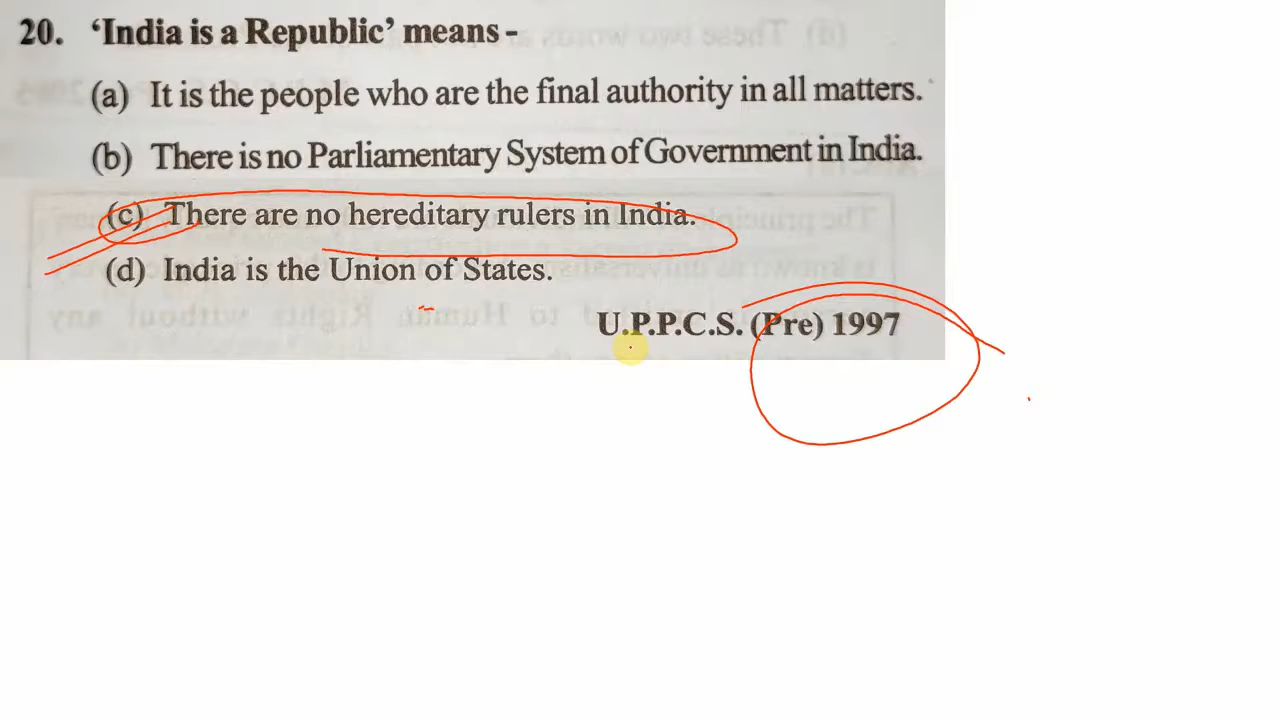 20. ‘India is a Republic’ means -
(a) It is the people who are the final authority in all matters.
(b) There is no Parliamentary System of Government in India.
(c) There are no hereditary rulers in India.
(d) India is the Union of States.
U.P.P.C.S. (Pre) 1997